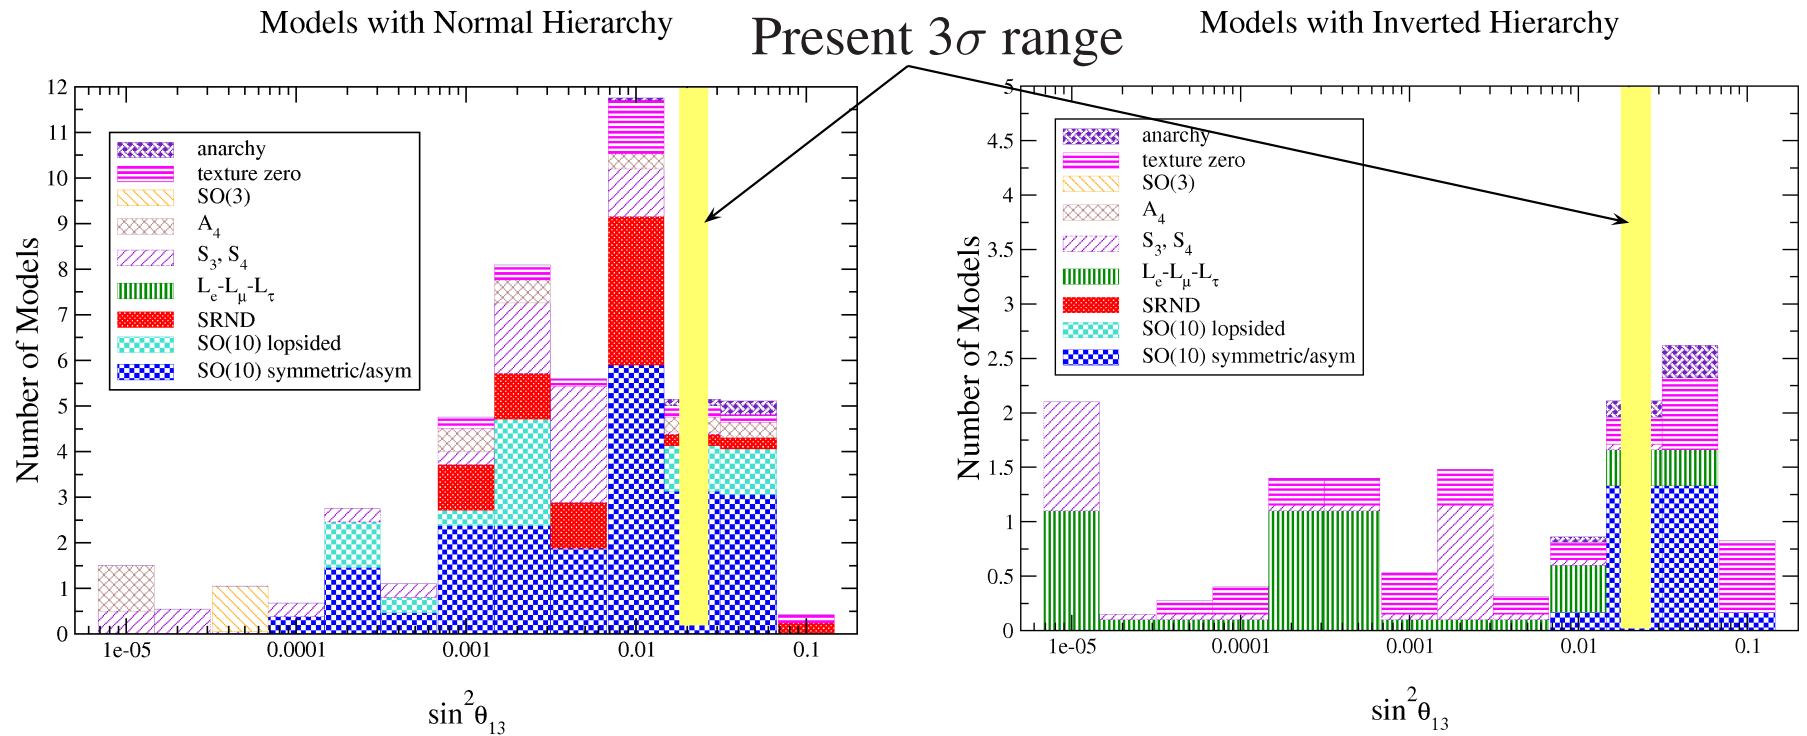 Models with Normal Hierarchy
Present 3σ range
Models with Inverted Hierarchy
12
11
10
9
8
7
6
5
4
3
2
1
0
Number of Models
anarchy
texture zero
SO(3)
A4
S3, S4
Le-Lμ-Lτ
SRND
SO(10) lopsided
SO(10) symmetric/asym
1e-05 0.0001 0.001 0.01 0.1
sin²θ13
5
4.5
4
3.5
3
2.5
2
1.5
1
0.5
0
Number of Models
anarchy
texture zero
SO(3)
A4
S3, S4
Le-Lμ-Lτ
SRND
SO(10) lopsided
SO(10) symmetric/asym
1e-05 0.0001 0.001 0.01 0.1
sin²θ13